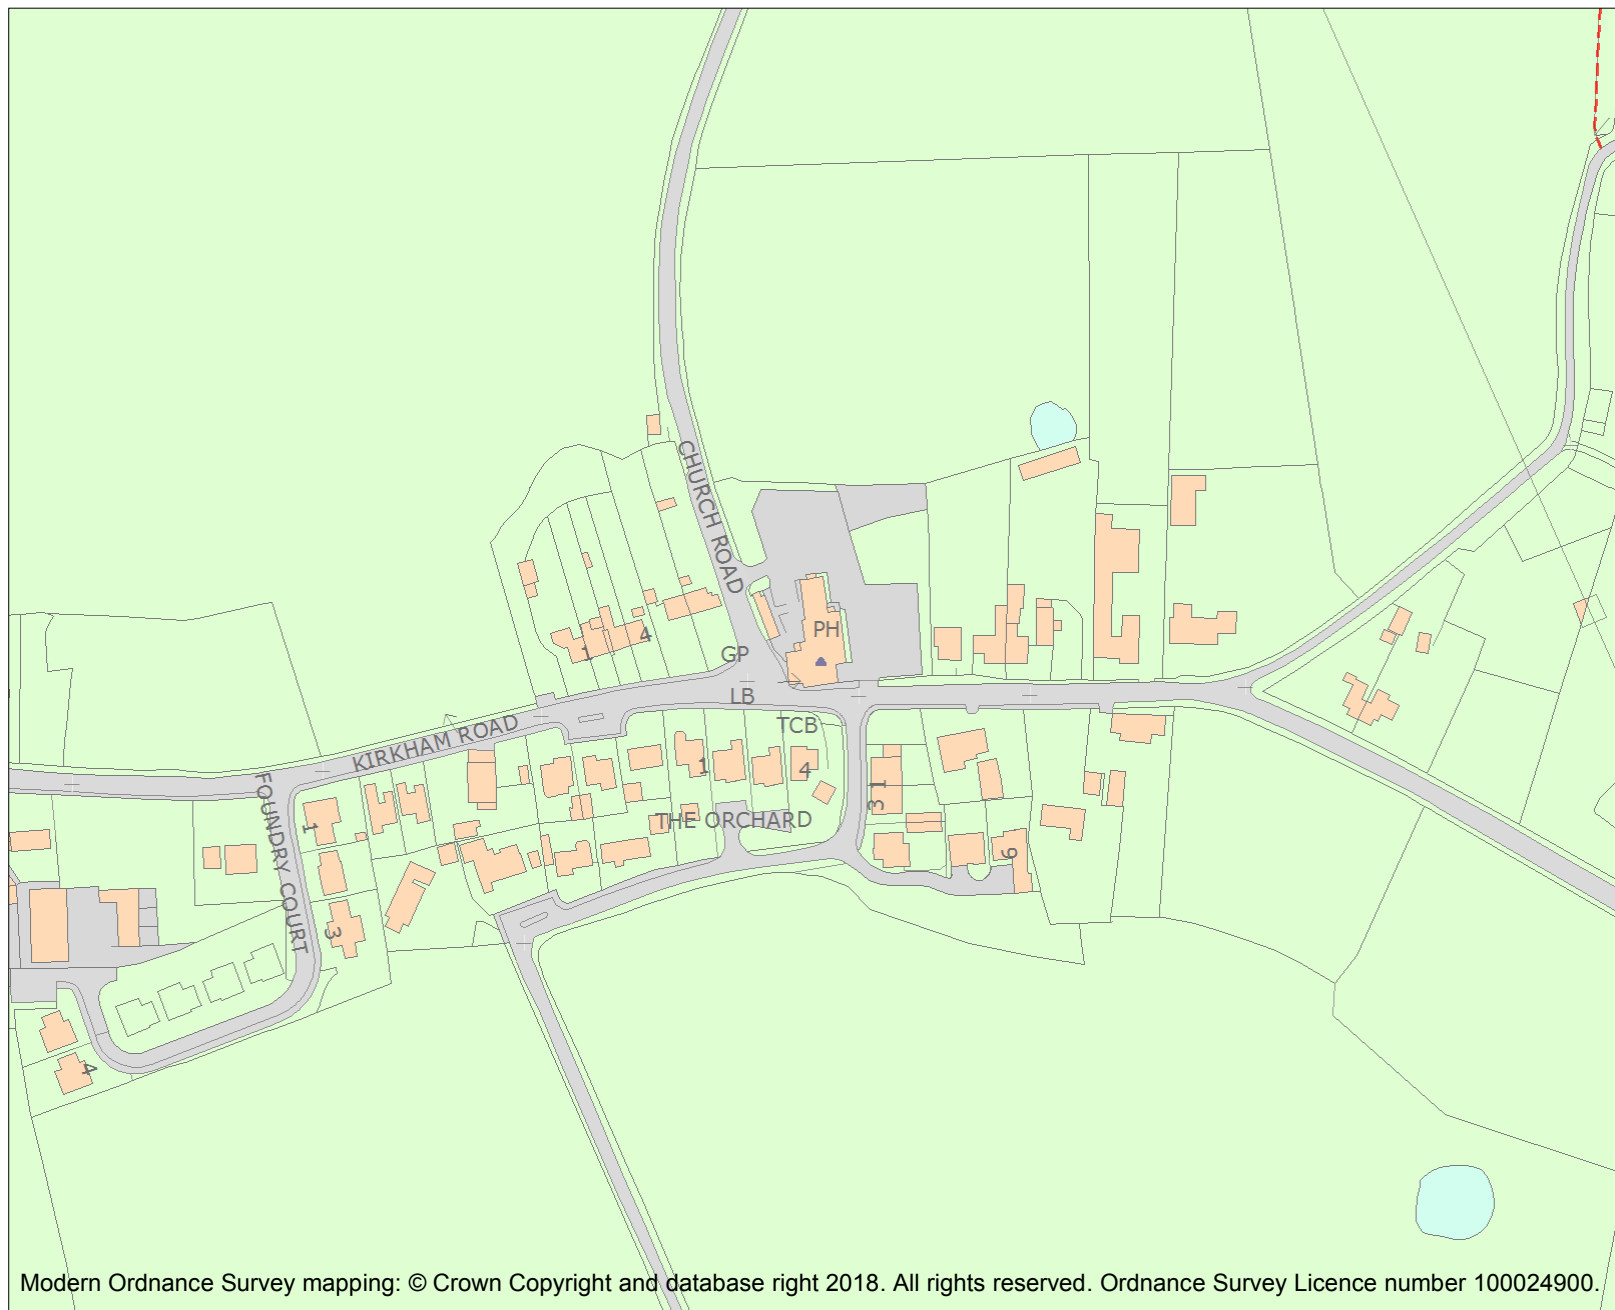 CHURCH ROAD
PH
4
1
GP
LB
TCB
KIRKHAM ROAD
1
4
1
3
THE ORCHARD
FOUNDRY COURT
1
9
3
4
Modern Ordnance Survey mapping: © Crown Copyright and database right 2018. All rights reserved. Ordnance Survey Licence number 100024900.